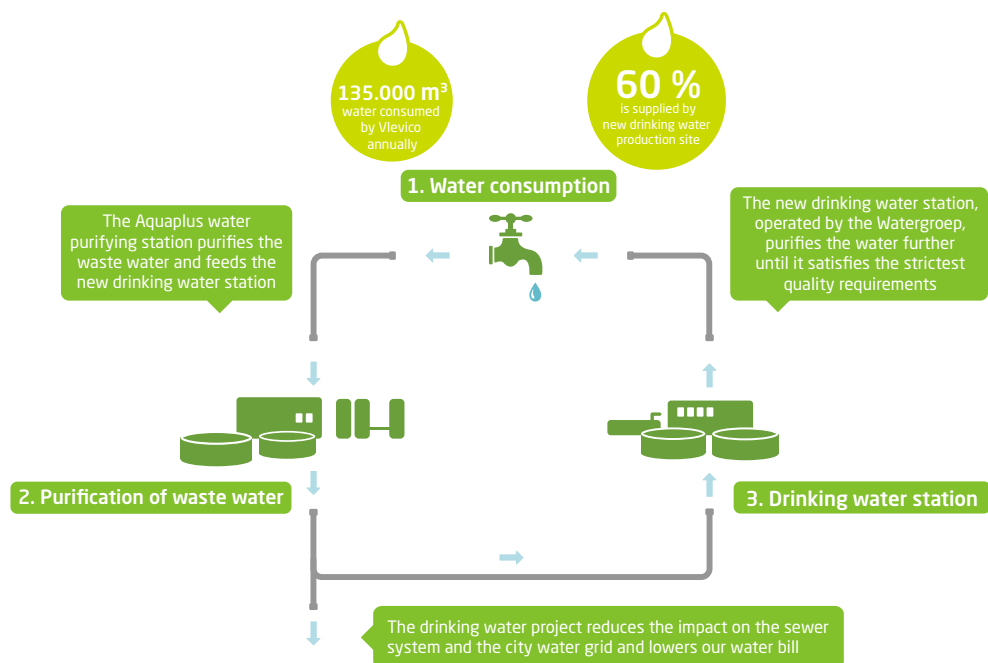 135.000 m³
water consumed
by Vlevico
annually
60 %
is supplied by
new drinking water
production site
1. Water consumption
The Aquaplus water
purifying station purifies the
waste water and feeds the
new drinking water station
The new drinking water station,
operated by the Watergroep,
purifies the water further
until it satisfies the strictest
quality requirements
2. Purification of waste water
3. Drinking water station
The drinking water project reduces the impact on the sewer
system and the city water grid and lowers our water bill